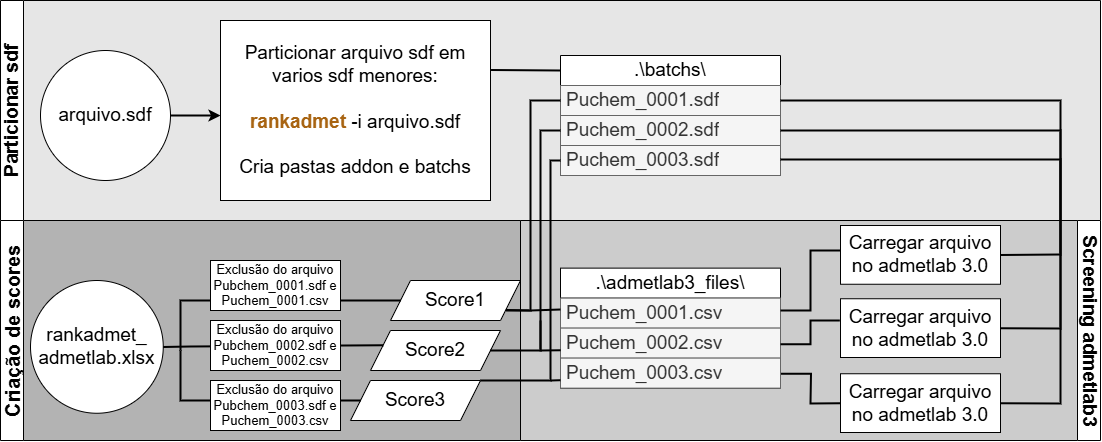 Particionar sdf
arquivo.sdf
Particionar arquivo sdf em
varios sdf menores:
rankadmet -i arquivo.sdf
Cria pastas addon e batchs
.\batchs\
Puchem_0001.sdf
Puchem_0002.sdf
Puchem_0003.sdf
Criação de scores
rankadmet_
admetlab.xlsx
Exclusão do arquivo
Pubchem_0001.sdf e
Puchem_0001.csv
Exclusão do arquivo
Pubchem_0002.sdf e
Puchem_0002.csv
Exclusão do arquivo
Pubchem_0003.sdf e
Puchem_0003.csv
Score1
Score2
Score3
.\admetlab3_files\
Puchem_0001.csv
Puchem_0002.csv
Puchem_0003.csv
Carregar arquivo
no admetlab 3.0
Carregar arquivo
no admetlab 3.0
Carregar arquivo
no admetlab 3.0
Screening admetlab3